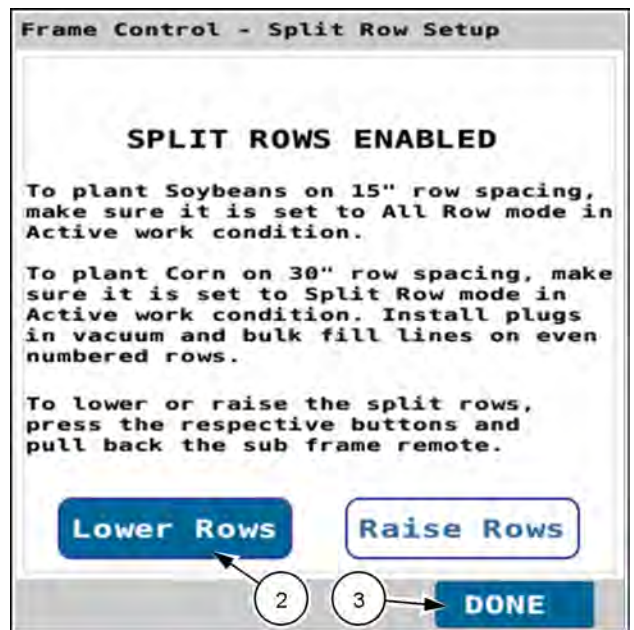 Frame Control - Split Row Setup
SPLIT ROWS ENABLED
To plant Soybeans on 15" row spacing,
make sure it is set to All Row mode in
Active work condition.
To plant Corn on 30" row spacing, make
sure it is set to Split Row mode in
Active work condition. Install plugs
in vacuum and bulk fill lines on even
numbered rows.
To lower or raise the split rows,
press the respective buttons and
pull back the sub frame remote.
Lower Rows
Raise Rows
2
3
DONE